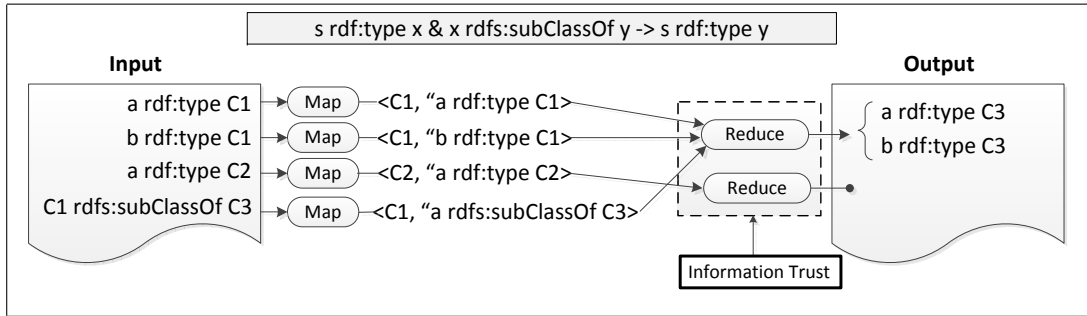 s rdf:type x & x rdfs:subClassOf y -> s rdf:type y
Input
Output
a rdf:type C1
Map
<C1, “a rdf:type C1>
b rdf:type C1
Map
<C1, “b rdf:type C1>
a rdf:type C2
Map
<C2, “a rdf:type C2>
C1 rdfs:subClassOf C3
Map
<C1, “a rdfs:subClassOf C3>
Reduce
Reduce
Information Trust
a rdf:type C3
b rdf:type C3